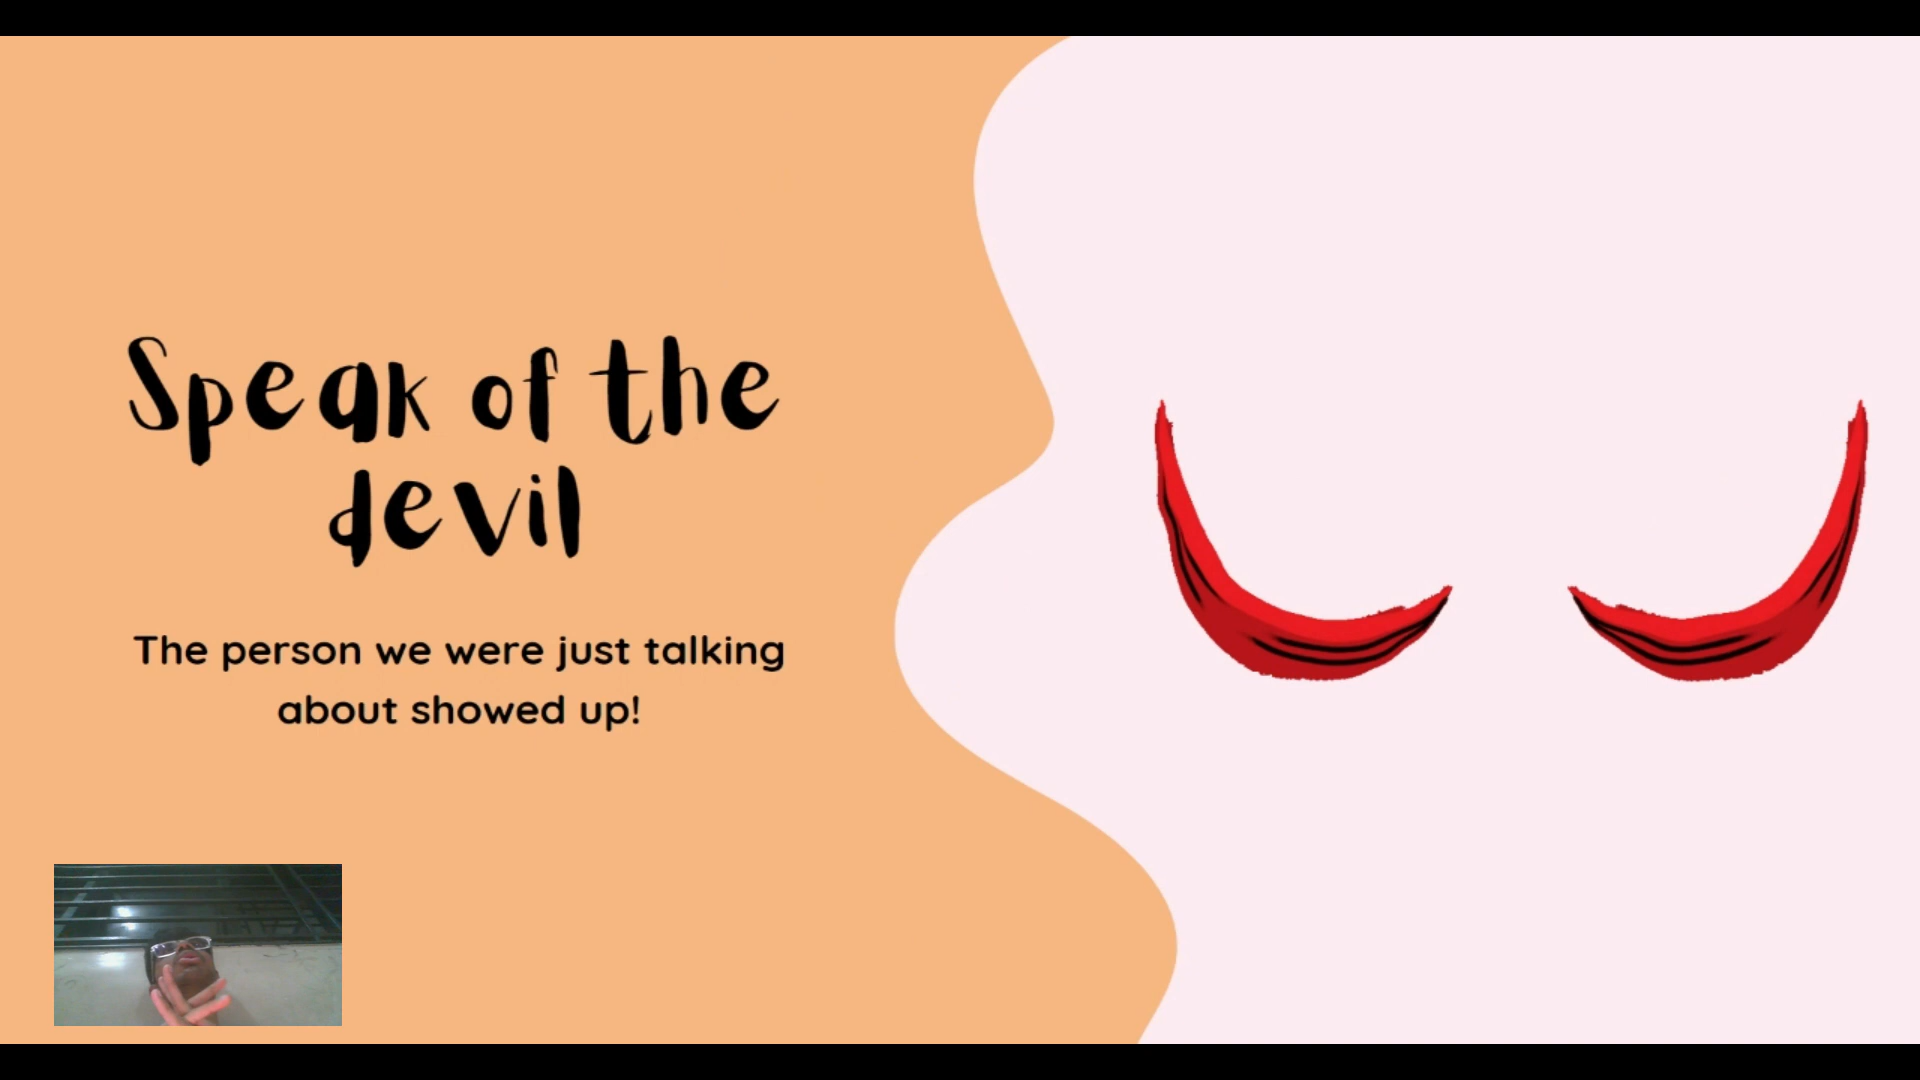 Speak of the
devil
The person we were just talking
about showed up!